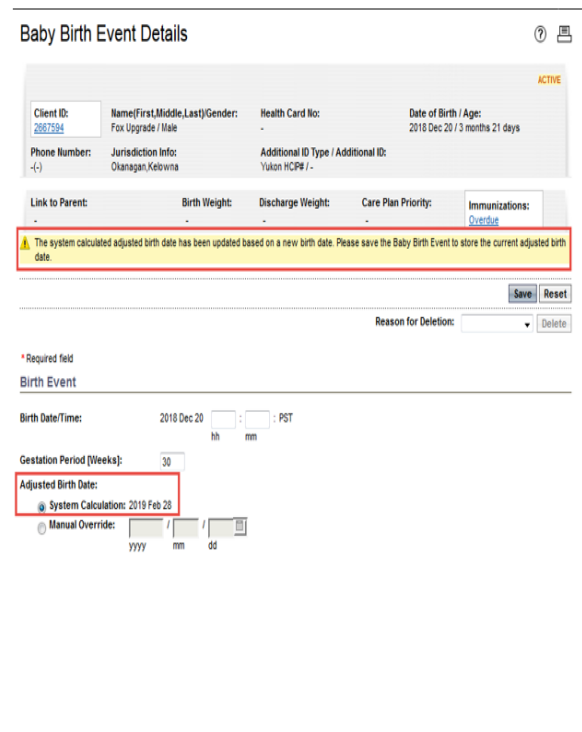 Baby Birth Event Details
ACTIVE
Client ID: Name(First,Middle,Last)/Gender: Health Card No: Date of Birth / Age:
2667594 Fox Upgrade / Male - 2018 Dec 20 / 3 months 21 days
Phone Number: Jurisdiction Info: Additional ID Type / Additional ID:
-(-) Okanagan,Kelowna Yukon HCIP# / -
Link to Parent: Birth Weight: Discharge Weight: Care Plan Priority: Immunizations:
- - - - Overdue
The system calculated adjusted birth date has been updated based on a new birth date. Please save the Baby Birth Event to store the current adjusted birth
date.
Save Reset
Reason for Deletion: Delete
* Required field
Birth Event
Birth Date/Time: 2018 Dec 20 : : PST
hh mm
Gestation Period [Weeks]: 30
Adjusted Birth Date:
System Calculation: 2019 Feb 28
Manual Override: / /
yyyy mm dd